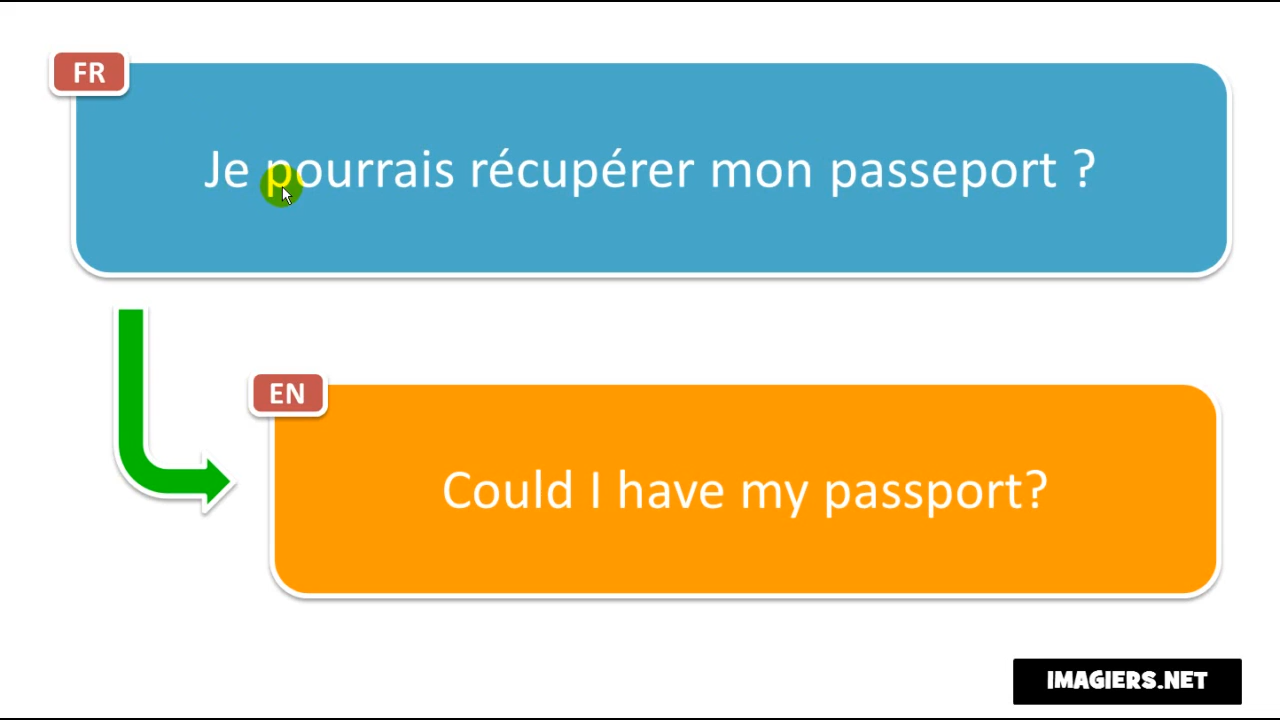 FR
Je pourrais récupérer mon passeport ?
EN
Could I have my passport?
IMAGIERS.NET